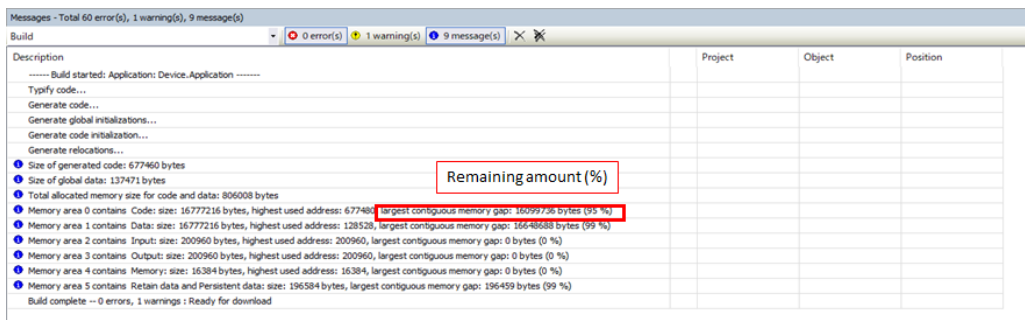 Messages - Total 60 error(s), 1 warning(s), 9 message(s)
Build 0 error(s) 1 warning(s) 9 message(s)
Description Project Object Position
------ Build started: Application: Device.Application -------
Typify code...
Generate code...
Generate global initializations...
Generate code initialization...
Generate relocations...
Size of generated code: 677460 bytes
Size of global data: 137471 bytes
Remaining amount (%)
Total allocated memory size for code and data: 806008 bytes
Memory area 0 contains Code: size: 16777216 bytes, highest used address: 677480, largest contiguous memory gap: 16099736 bytes (95 %)
Memory area 1 contains Data: size: 16777216 bytes, highest used address: 128528, largest contiguous memory gap: 16648688 bytes (99 %)
Memory area 2 contains Input: size: 200960 bytes, highest used address: 200960, largest contiguous memory gap: 0 bytes (0 %)
Memory area 3 contains Output: size: 200960 bytes, highest used address: 200960, largest contiguous memory gap: 0 bytes (0 %)
Memory area 4 contains Memory: size: 16384 bytes, highest used address: 16384, largest contiguous memory gap: 0 bytes (0 %)
Memory area 5 contains Retain data and Persistent data: size: 196584 bytes, largest contiguous memory gap: 196459 bytes (99 %)
Build complete -- 0 errors, 1 warnings : Ready for download